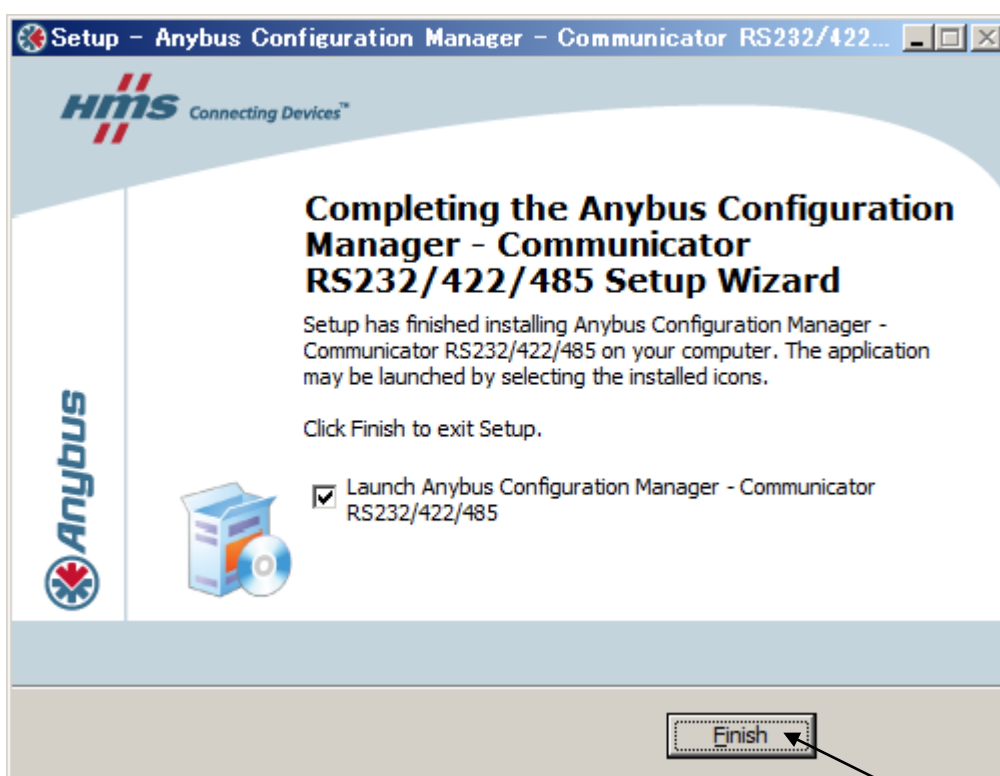 Setup - Anybus Configuration Manager - Communicator RS232/422...
HMS Connecting Devices™
Completing the Anybus Configuration
Manager - Communicator
RS232/422/485 Setup Wizard
Setup has finished installing Anybus Configuration Manager -
Communicator RS232/422/485 on your computer. The application
may be launched by selecting the installed icons.
Click Finish to exit Setup.
Launch Anybus Configuration Manager - Communicator
RS232/422/485
Anybus
Finish